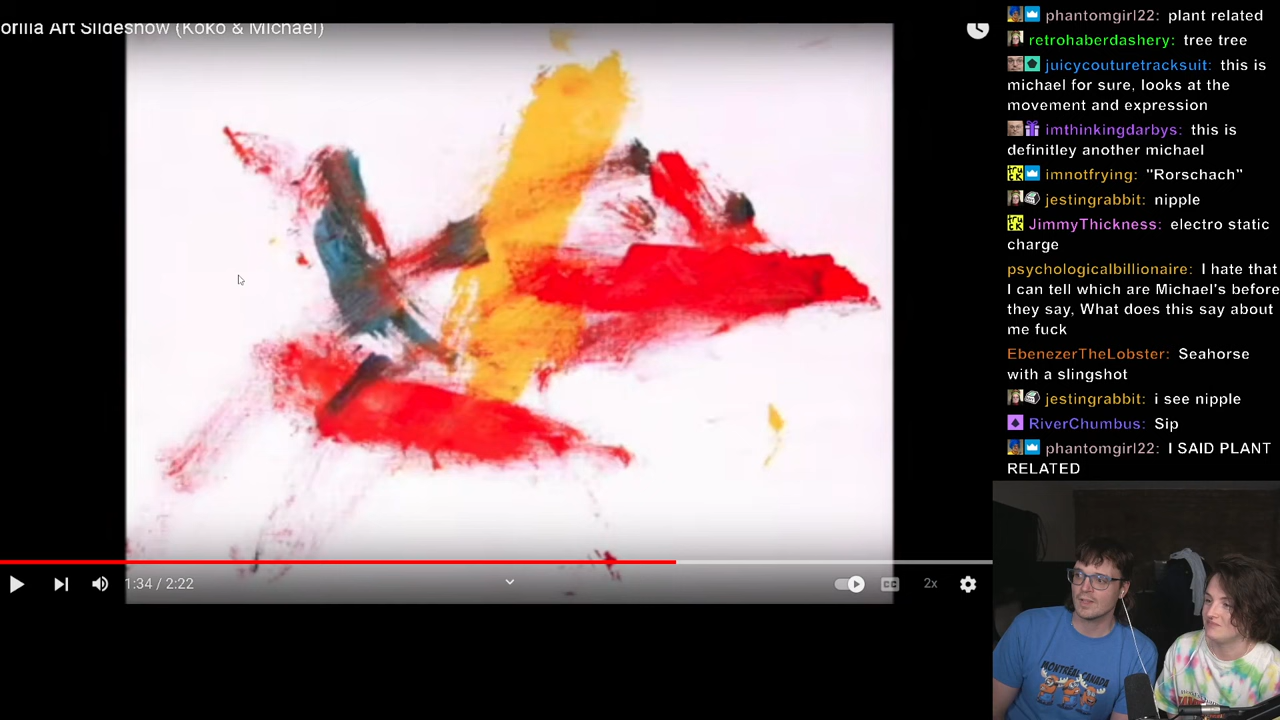 orilla Art Slideshow (Koko & Michael)
1:34 / 2:22
CC
2x
phantomgirl22: plant related
retrohaberdashery: tree tree
juicycouturetracksuit: this is
michael for sure, looks at the
movement and expression
imthinkingdarbys: this is
definitley another michael
imnotfrying: "Rorschach"
jestingrabbit: nipple
JimmyThickness: electro static
charge
psychologicalbillionaire: I hate that
I can tell which are Michael's before
they say, What does this say about
me fuck
EbenezerTheLobster: Seahorse
with a slingshot
jestingrabbit: i see nipple
RiverChumbus: Sip
phantomgirl22: I SAID PLANT
RELATED
MONTRÉAL CANADA